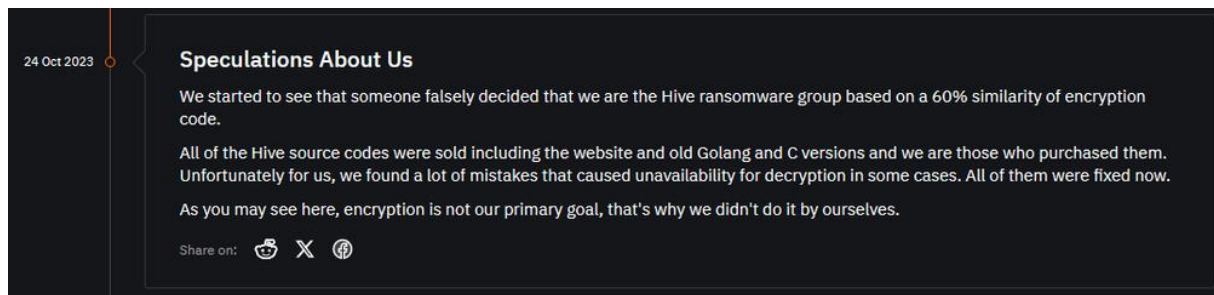 24 Oct 2023
Speculations About Us
We started to see that someone falsely decided that we are the Hive ransomware group based on a 60% similarity of encryption
code.
All of the Hive source codes were sold including the website and old Golang and C versions and we are those who purchased them.
Unfortunately for us, we found a lot of mistakes that caused unavailability for decryption in some cases. All of them were fixed now.
As you may see here, encryption is not our primary goal, that's why we didn't do it by ourselves.
Share on: